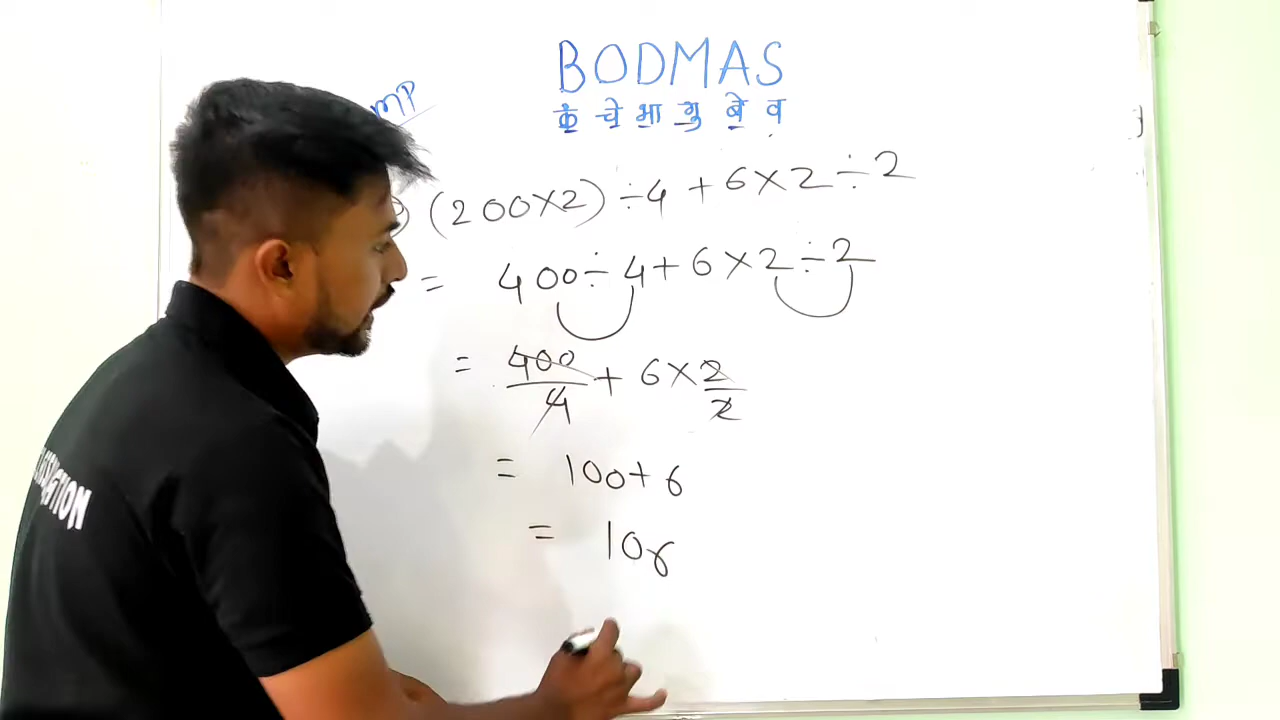 BODMAS
कं चे भा गु बे व
(200×2) ÷4 + 6×2÷2
= 400÷4+6×2÷2
= 400/4 + 6×2/2
= 100+6
= 106